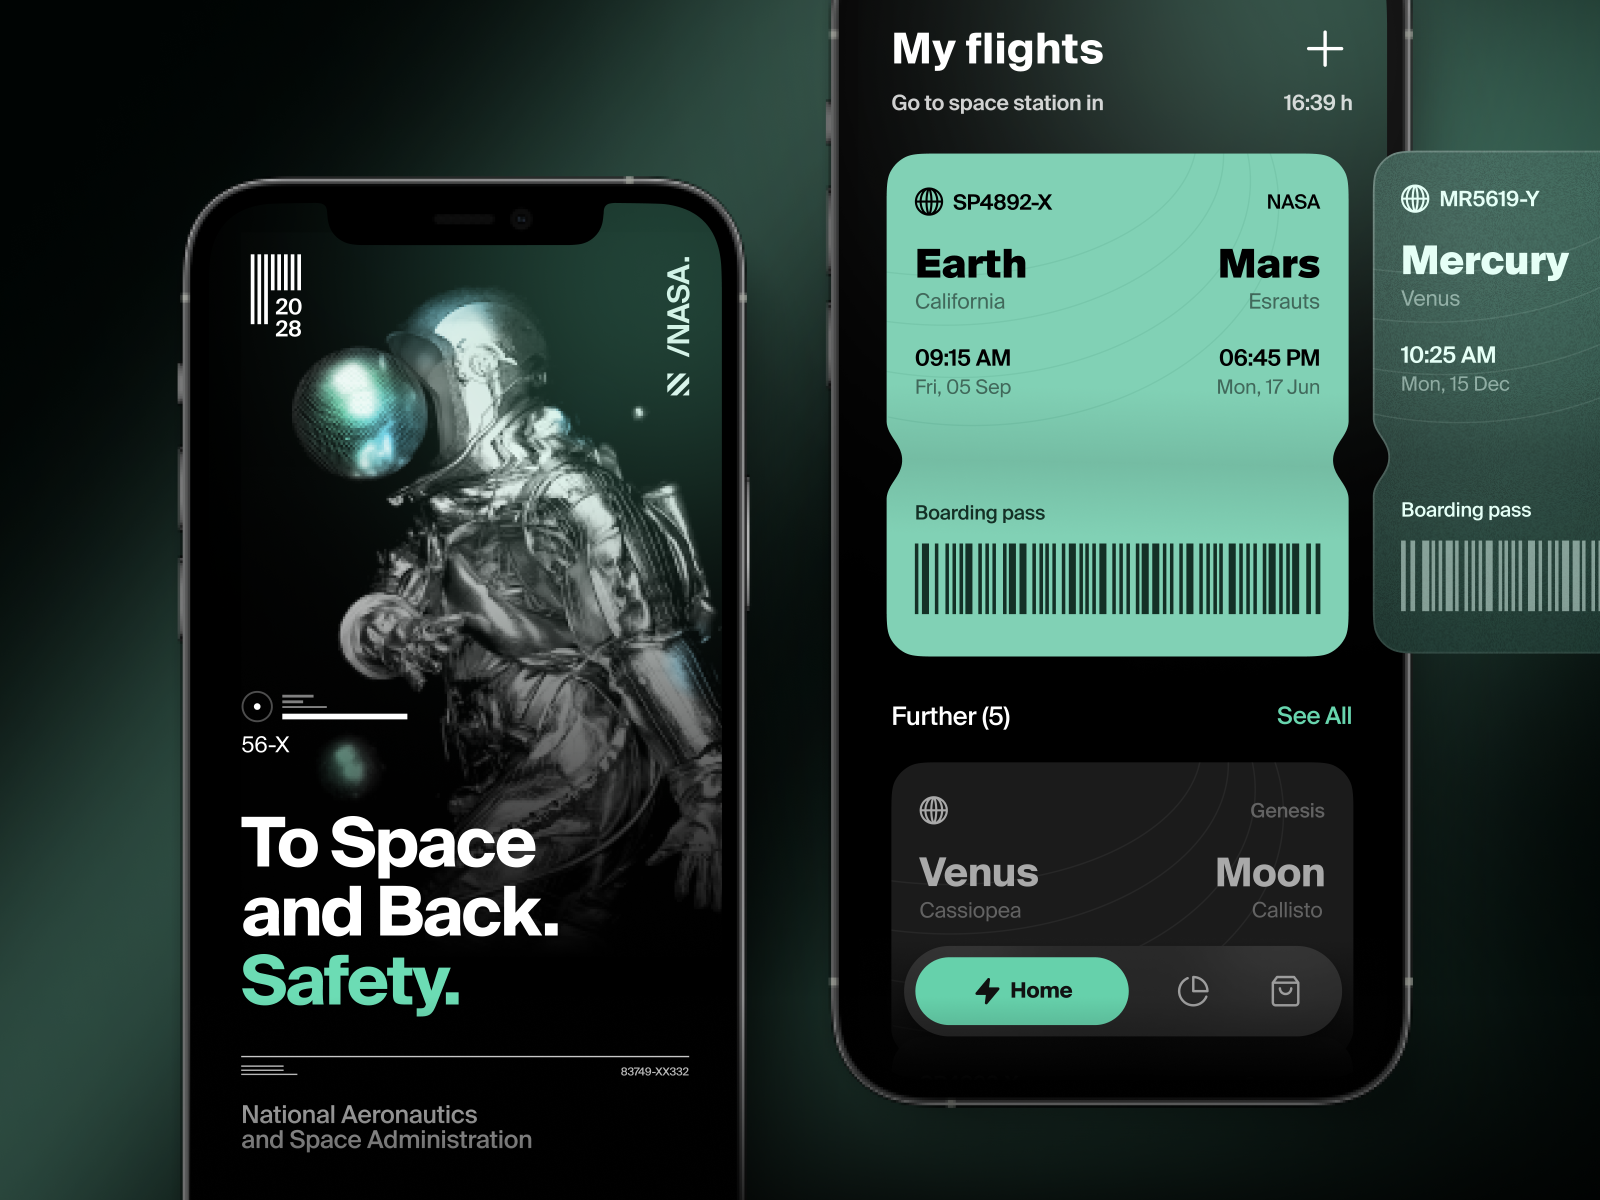 20
28
/NASA.
56-X
To Space
and Back.
Safety.
83749-XX332
National Aeronautics
and Space Administration
My flights
Go to space station in 16:39 h
SP4892-X NASA
Earth Mars
California Esrauts
09:15 AM 06:45 PM
Fri, 05 Sep Mon, 17 Jun
Boarding pass
MR5619-Y
Mercury
Venus
10:25 AM
Mon, 15 Dec
Boarding pass
Further (5) See All
Genesis
Venus Moon
Cassiopea Callisto
Home